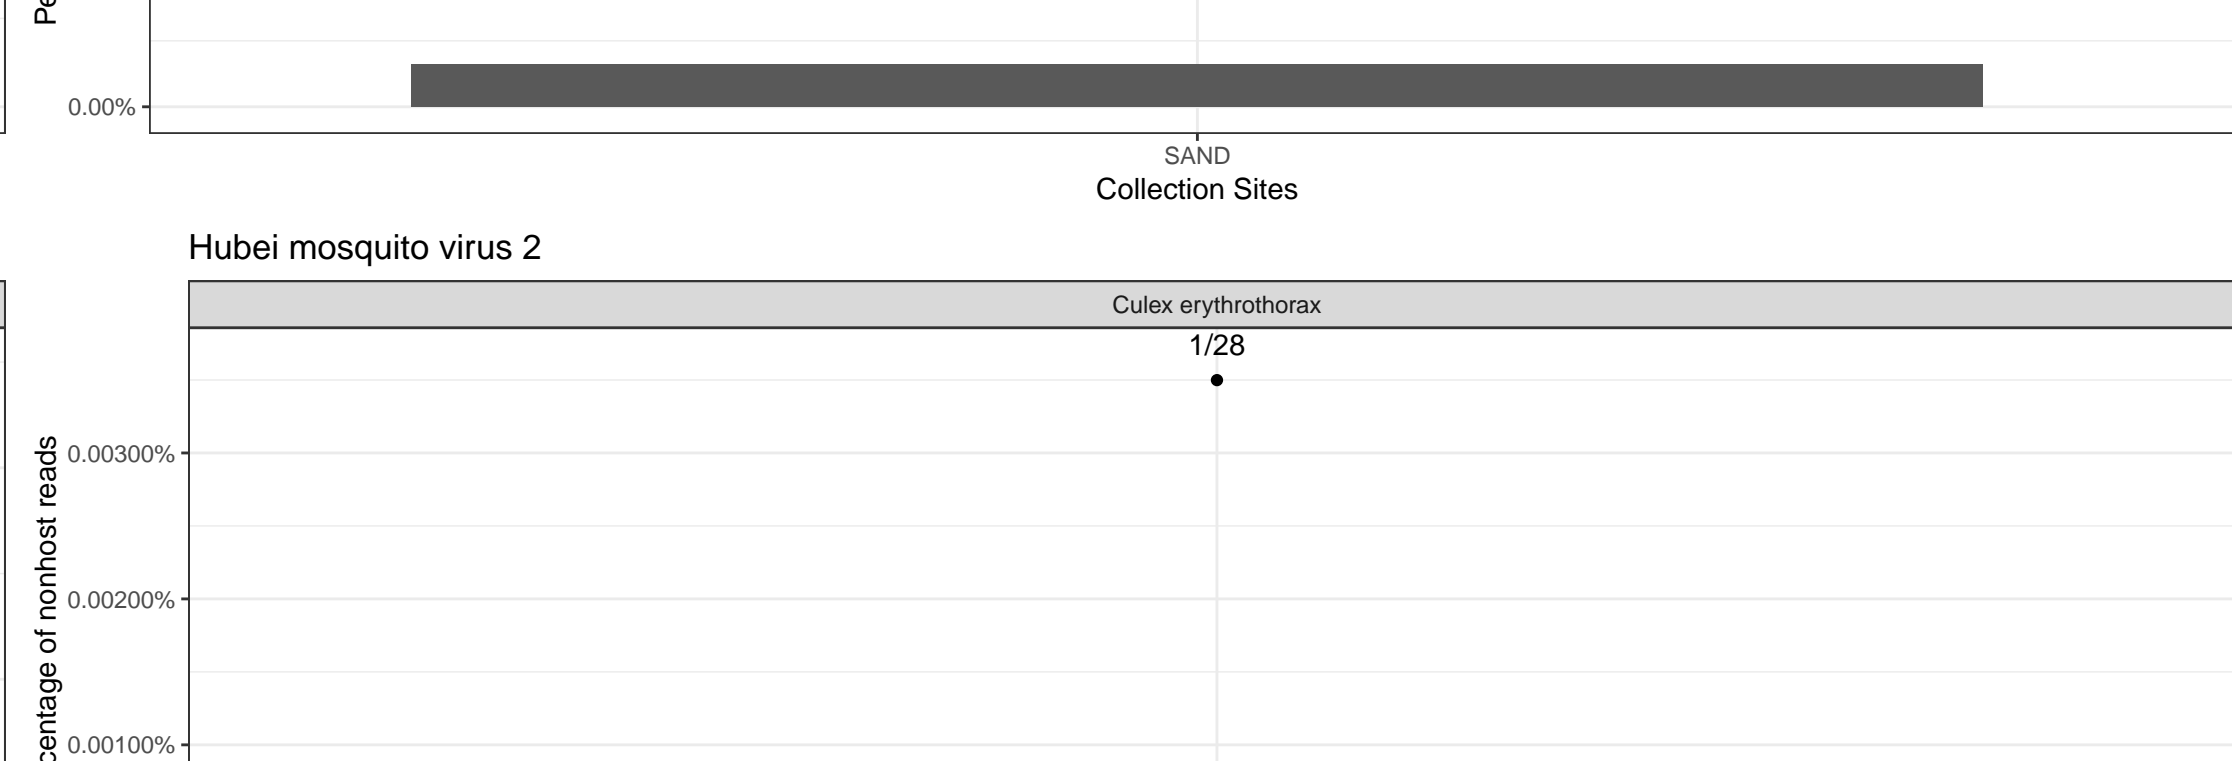 0.00%
SAND
Collection Sites
Hubei mosquito virus 2
Culex erythrothorax
1/28
0.00300%
0.00200%
0.00100%
of nonhost reads